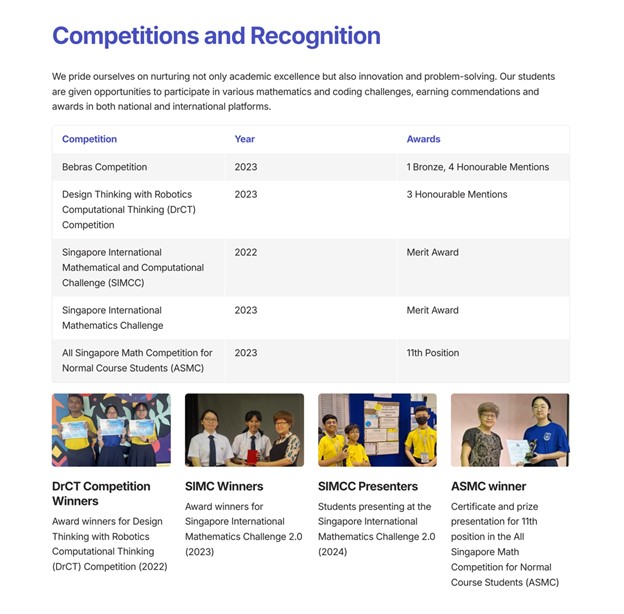 Competitions and Recognition
We pride ourselves on nurturing not only academic excellence but also innovation and problem-solving. Our students
are given opportunities to participate in various mathematics and coding challenges, earning commendations and
awards in both national and international platforms.
Competition Year Awards
Bebras Competition 2023 1 Bronze, 4 Honourable Mentions
Design Thinking with Robotics 2023 3 Honourable Mentions
Computational Thinking (DrCT)
Competition
Singapore International 2022 Merit Award
Mathematical and Computational
Challenge (SIMCC)
Singapore International 2023 Merit Award
Mathematics Challenge
All Singapore Math Competition for 2023 11th Position
Normal Course Students (ASMC)
DrCT Competition
Winners
Award winners for Design
Thinking with Robotics
Computational Thinking
(DrCT) Competition (2022)
SIMC Winners
Award winners for
Singapore International
Mathematics Challenge 2.0
(2023)
SIMCC Presenters
Students presenting at the
Singapore International
Mathematics Challenge 2.0
(2024)
ASMC winner
Certificate and prize
presentation for 11th
position in the All
Singapore Math
Competition for Normal
Course Students (ASMC)